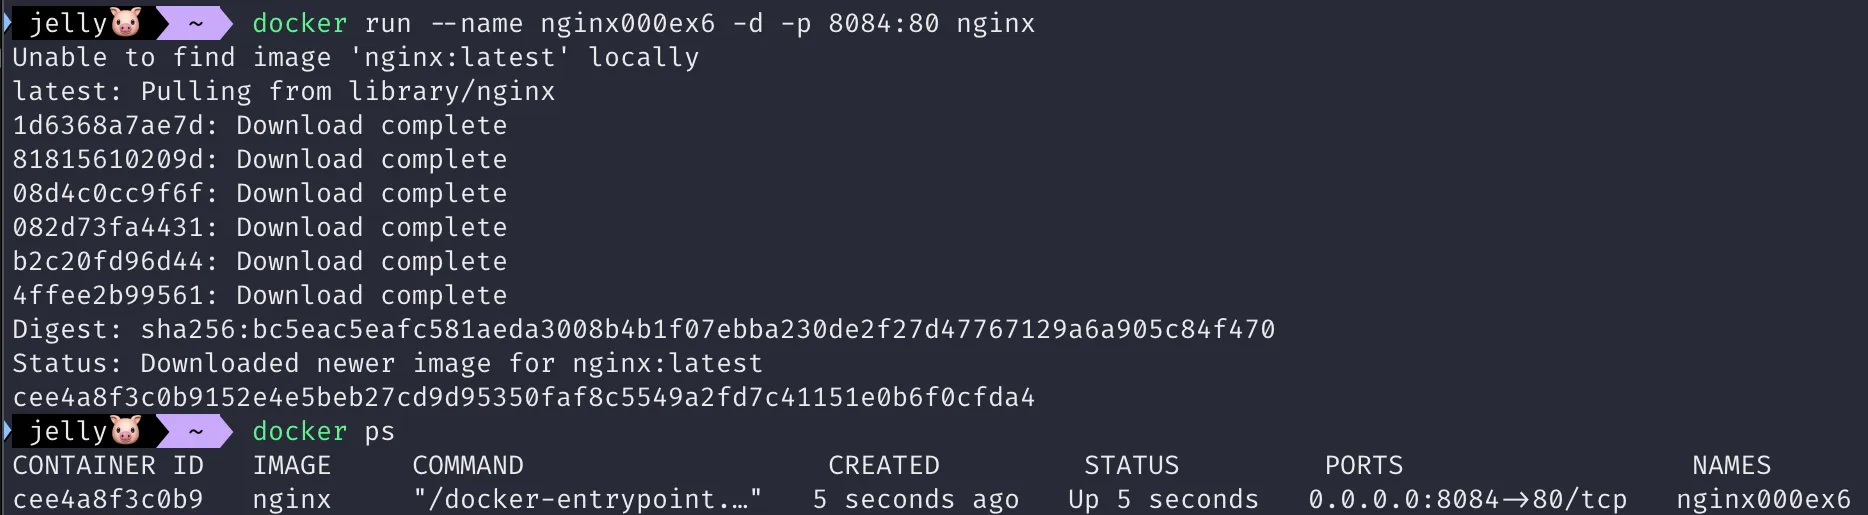 jelly🐷 ~ docker run --name nginx000ex6 -d -p 8084:80 nginx
Unable to find image 'nginx:latest' locally
latest: Pulling from library/nginx
1d6368a7ae7d: Download complete
81815610209d: Download complete
08d4c0cc9f6f: Download complete
082d73fa4431: Download complete
b2c20fd96d44: Download complete
4ffee2b99561: Download complete
Digest: sha256:bc5eac5eafc581aeda3008b4b1f07ebba230de2f27d47767129a6a905c84f470
Status: Downloaded newer image for nginx:latest
cee4a8f3c0b9152e4e5beb27cd9d95350faf8c5549a2fd7c41151e0b6f0cfda4
jelly🐷 ~ docker ps
CONTAINER ID   IMAGE     COMMAND                  CREATED         STATUS         PORTS                  NAMES
cee4a8f3c0b9   nginx     "/docker-entrypoint.…"   5 seconds ago   Up 5 seconds   0.0.0.0:8084->80/tcp   nginx000ex6